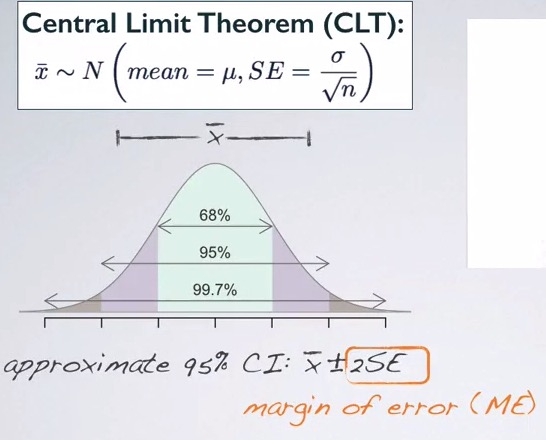 Central Limit Theorem (CLT):
x̄ ~ N (mean = μ, SE = σ/√n)
x̄
68%
95%
99.7%
approximate 95% CI: x̄ ± 2SE
margin of error (ME)